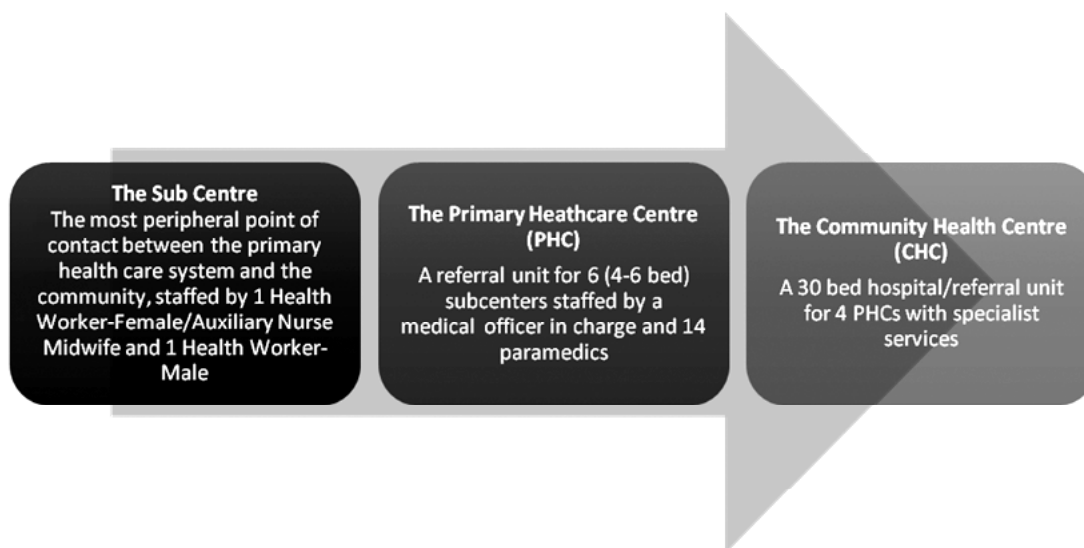 The Sub Centre
The most peripheral point of
contact between the primary
health care system and the
community, staffed by 1 Health
Worker-Female/Auxiliary Nurse
Midwife and 1 Health Worker-
Male
The Primary Heathcare Centre
(PHC)
A referral unit for 6 (4-6 bed)
subcenters staffed by a
medical officer in charge and 14
paramedics
The Community Health Centre
(CHC)
A 30 bed hospital/referral unit
for 4 PHCs with specialist
services